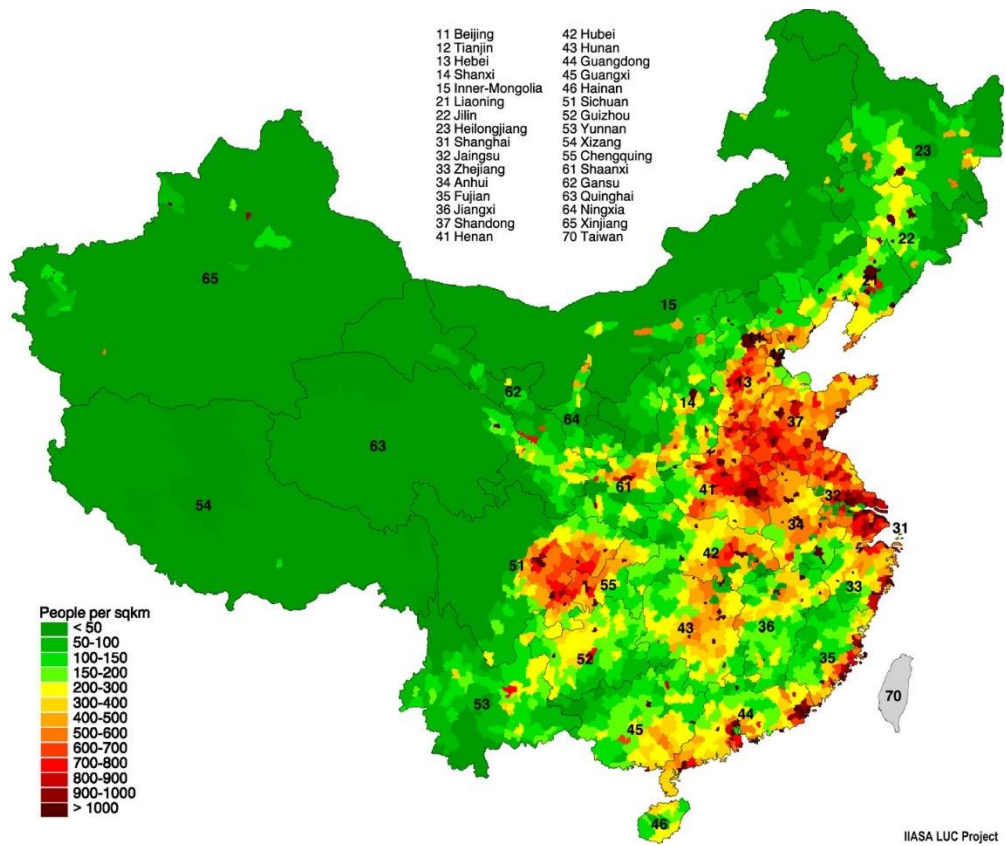 11 Beijing
12 Tianjin
13 Hebei
14 Shanxi
15 Inner-Mongolia
21 Liaoning
22 Jilin
23 Heilongjiang
31 Shanghai
32 Jaingsu
33 Zhejiang
34 Anhui
35 Fujian
36 Jiangxi
37 Shandong
41 Henan
42 Hubei
43 Hunan
44 Guangdong
45 Guangxi
46 Hainan
51 Sichuan
52 Guizhou
53 Yunnan
54 Xizang
55 Chengquing
61 Shaanxi
62 Gansu
63 Quinghai
64 Ningxia
65 Xinjiang
70 Taiwan
23
22
21
65
15
11
12
13
62
14
64
37
63
61
41
54
32
34
31
42
51
55
33
43
36
52
35
53
70
44
45
46
People per sqkm
< 50
50-100
100-150
150-200
200-300
300-400
400-500
500-600
600-700
700-800
800-900
900-1000
> 1000
IIASA LUC Project